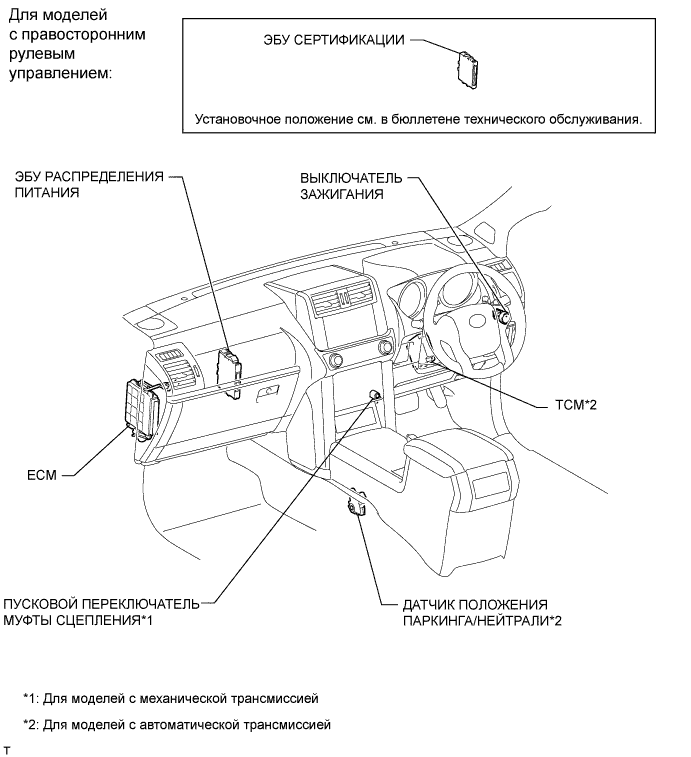 Для моделей
с правосторонним
рулевым
управлением:
ЭБУ СЕРТИФИКАЦИИ
Установочное положение см. в бюллетене технического обслуживания.
ЭБУ РАСПРЕДЕЛЕНИЯ
ПИТАНИЯ
ВЫКЛЮЧАТЕЛЬ
ЗАЖИГАНИЯ
TCM*2
ECM
ПУСКОВОЙ ПЕРЕКЛЮЧАТЕЛЬ
МУФТЫ СЦЕПЛЕНИЯ*1
ДАТЧИК ПОЛОЖЕНИЯ
ПАРКИНГА/НЕЙТРАЛИ*2
*1: Для моделей с механической трансмиссией
*2: Для моделей с автоматической трансмиссией
T